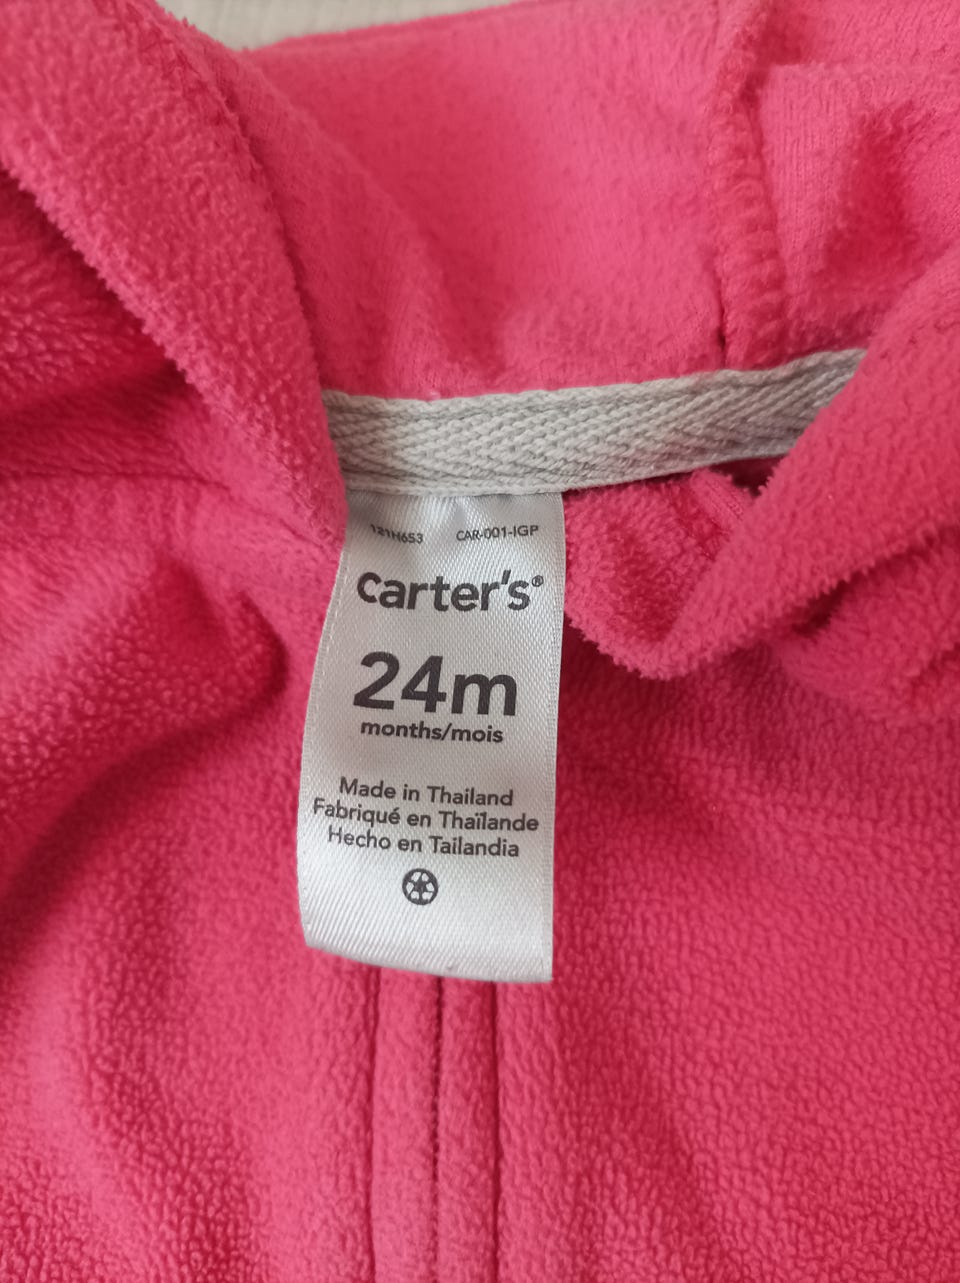 121H653 CAR-001-IGP
carter's®
24m
months/mois
Made in Thailand
Fabriqué en Thaïlande
Hecho en Tailandia